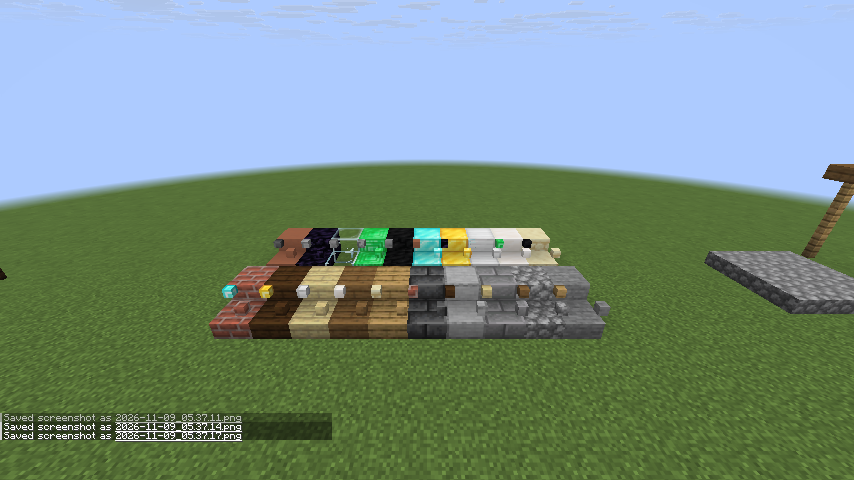 Saved screenshot as 2026-11-09_05.37.11.png
Saved screenshot as 2026-11-09_05.37.14.png
Saved screenshot as 2026-11-09_05.37.17.png